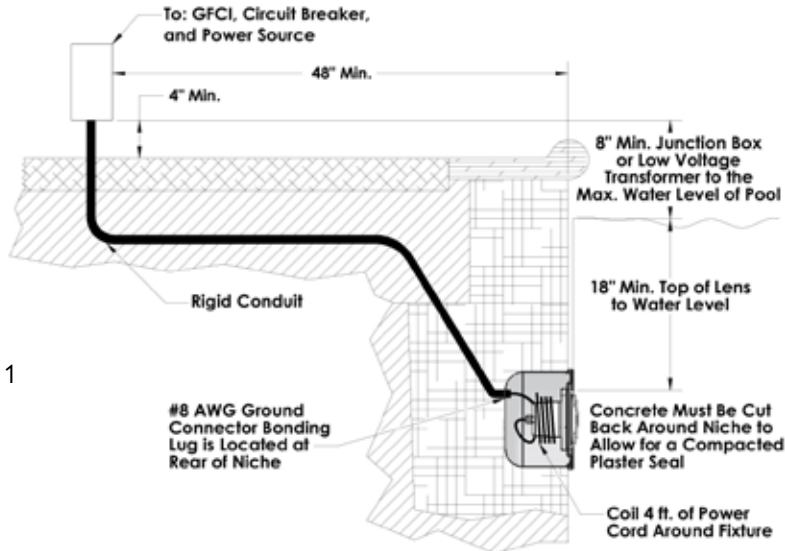 To: GFCI, Circuit Breaker,
and Power Source
48" Min.
4" Min.
8" Min. Junction Box
or Low Voltage
Transformer to the
Max. Water Level of Pool
18" Min. Top of Lens
to Water Level
Rigid Conduit
1
#8 AWG Ground
Connector Bonding
Lug is Located at
Rear of Niche
Concrete Must Be Cut
Back Around Niche to
Allow for a Compacted
Plaster Seal
Coil 4 ft. of Power
Cord Around Fixture